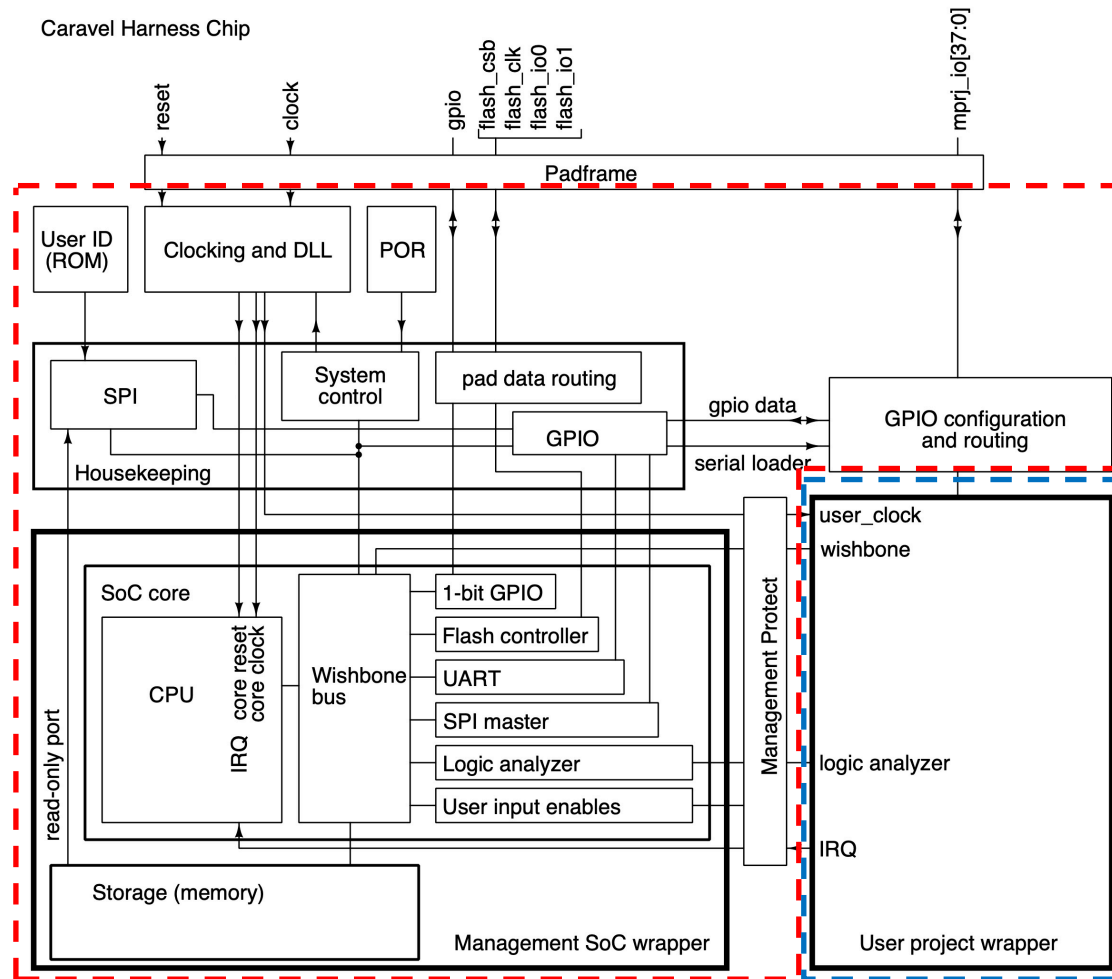 Caravel Harness Chip
reset
clock
gpio
flash_csb
flash_clk
flash_io0
flash_io1
mprj_io[37:0]
Padframe
User ID
(ROM)
Clocking and DLL
POR
SPI
System
control
pad data routing
GPIO
gpio data
serial loader
GPIO configuration
and routing
Housekeeping
user_clock
wishbone
SoC core
CPU
IRQ
core reset
core clock
Wishbone
bus
1-bit GPIO
Flash controller
UART
SPI master
Logic analyzer
User input enables
Management Protect
logic analyzer
IRQ
read-only port
Storage (memory)
Management SoC wrapper
User project wrapper